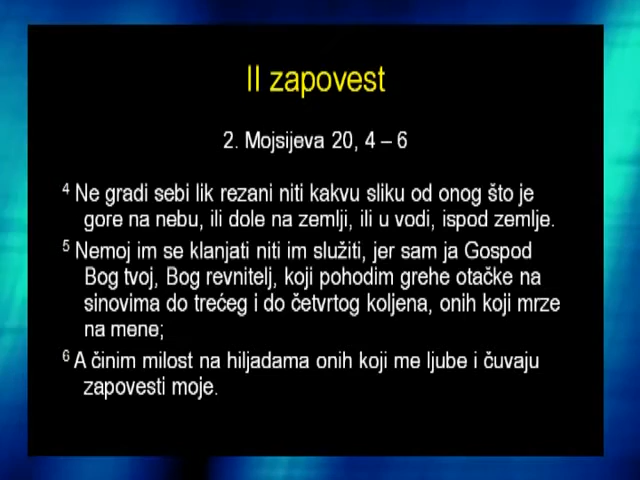 II zapovest
2. Mojsijeva 20, 4 – 6
4 Ne gradi sebi lik rezani niti kakvu sliku od onog što je
gore na nebu, ili dole na zemlji, ili u vodi, ispod zemlje.
5 Nemoj im se klanjati niti im služiti, jer sam ja Gospod
Bog tvoj, Bog revnitelj, koji pohodim grehe otačke na
sinovima do trećeg i do četvrtog koljena, onih koji mrze
na mene;
6 A činim milost na hiljadama onih koji me ljube i čuvaju
zapovesti moje.